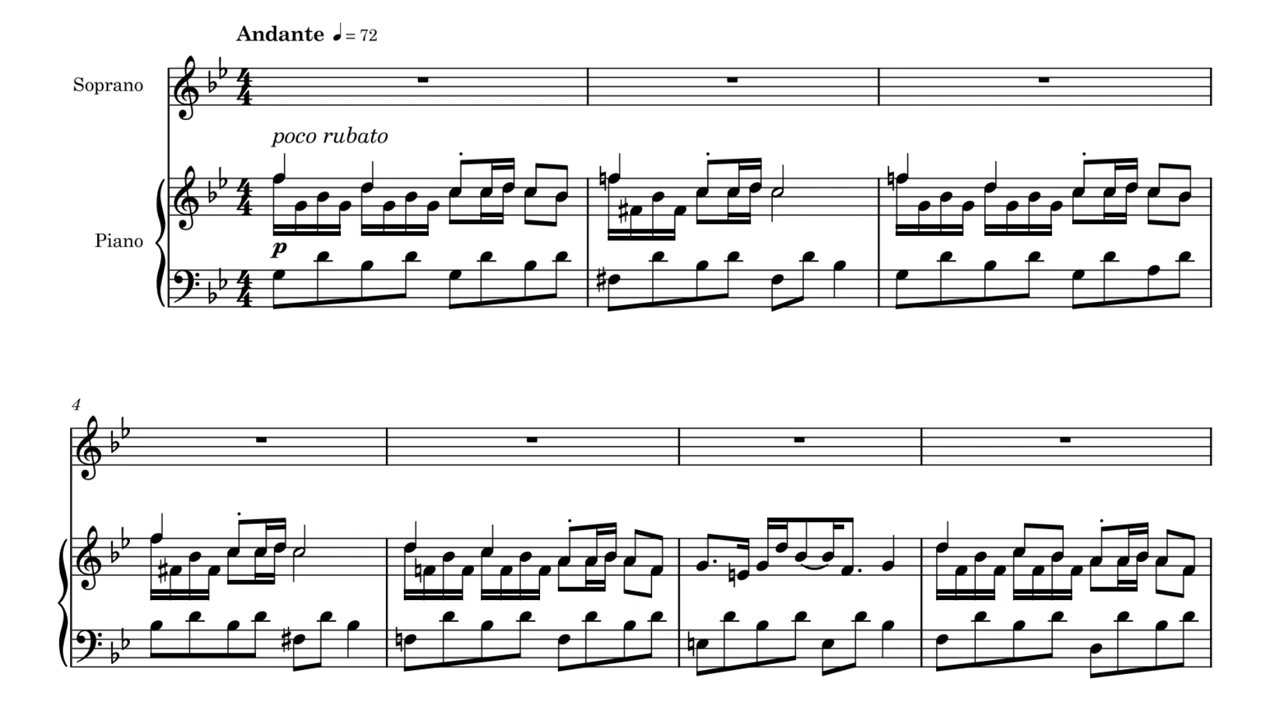 Andante ♩ = 72
Soprano
poco rubato
p
Piano
4